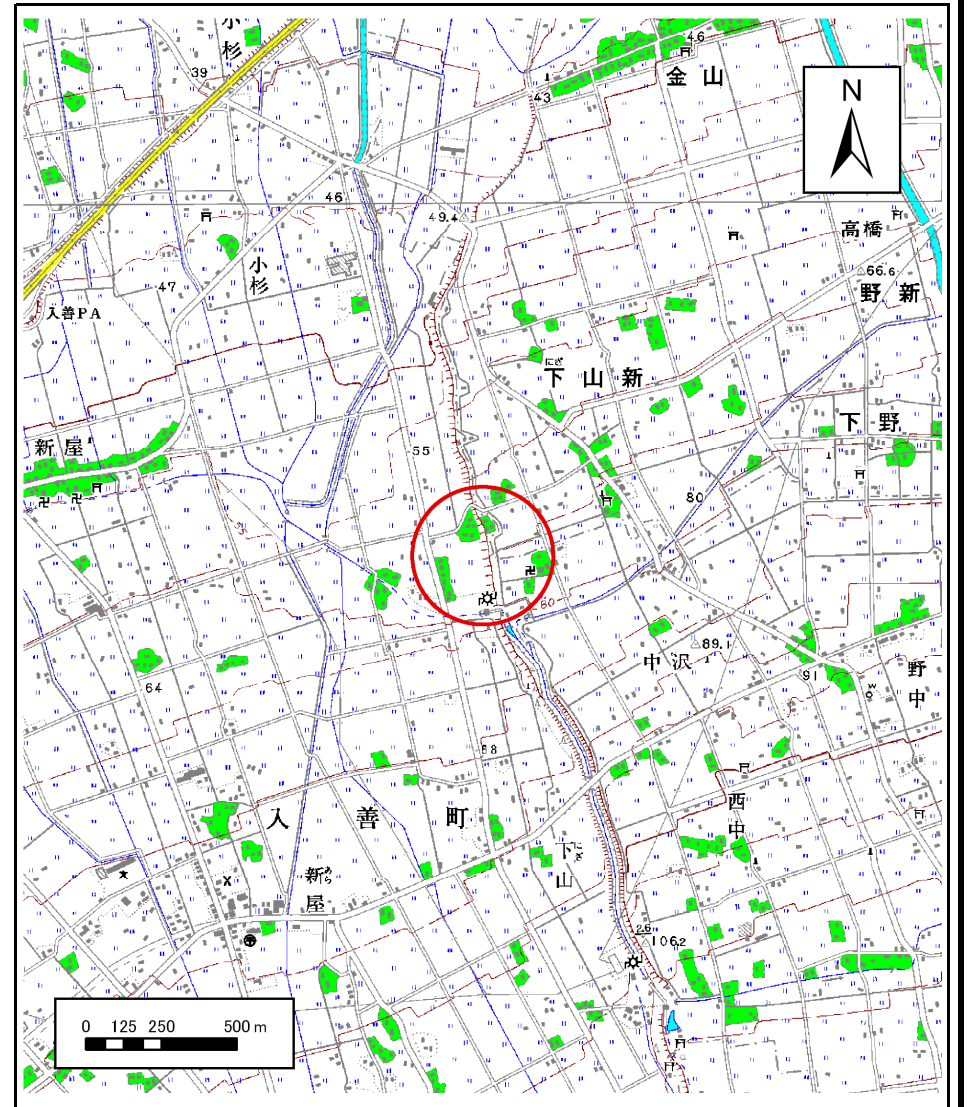 小杉
46
金山
39
43
N
46
49.4
高橋
小杉
66.6
47
野新
入善PA
にざ
下山新
下野
新屋
55
80
55
60
89.1
中沢
64
91
野中
88
西中
入善町
にざ
下山
あら
新屋
26
106.2
0 125 250 500 m